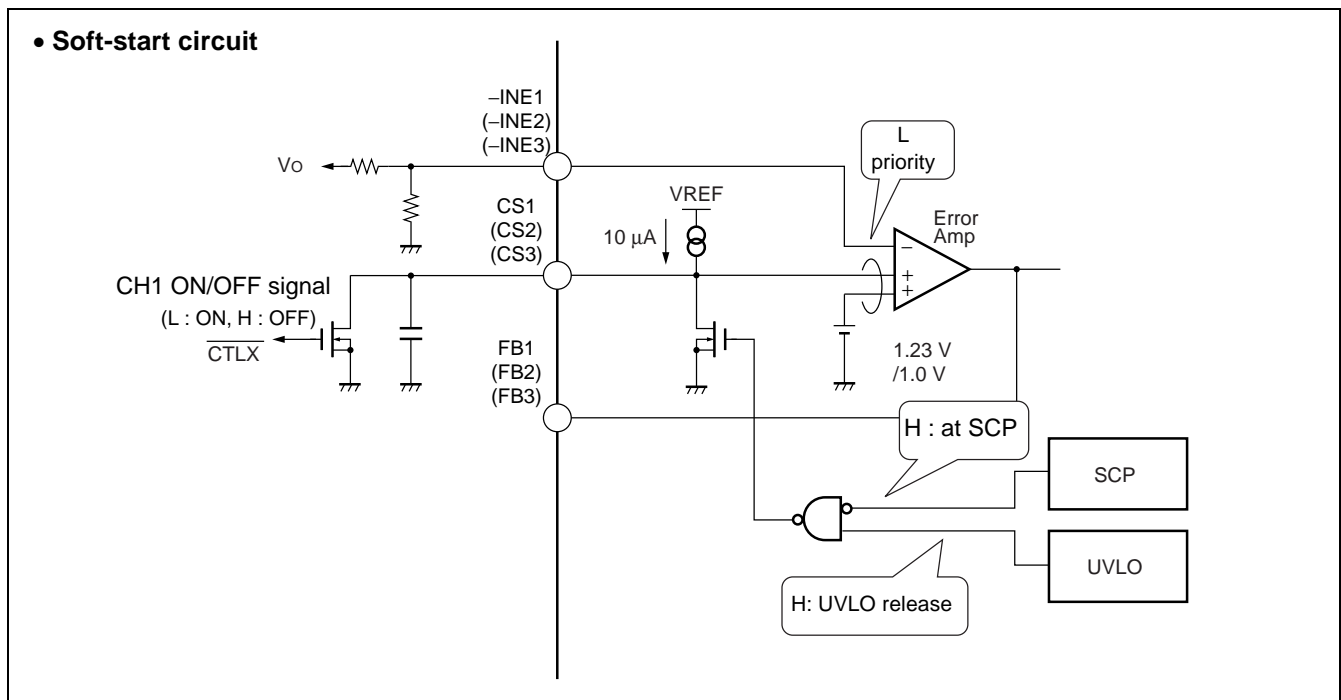 • Soft-start circuit
−INE1
(−INE2)
(−INE3)
Vo
L
priority
CS1
(CS2)
(CS3)
VREF
10 μA
Error
Amp
−
+
+
CH1 ON/OFF signal
(L : ON, H : OFF)
CTLX
1.23 V
/1.0 V
FB1
(FB2)
(FB3)
H : at SCP
SCP
UVLO
H: UVLO release